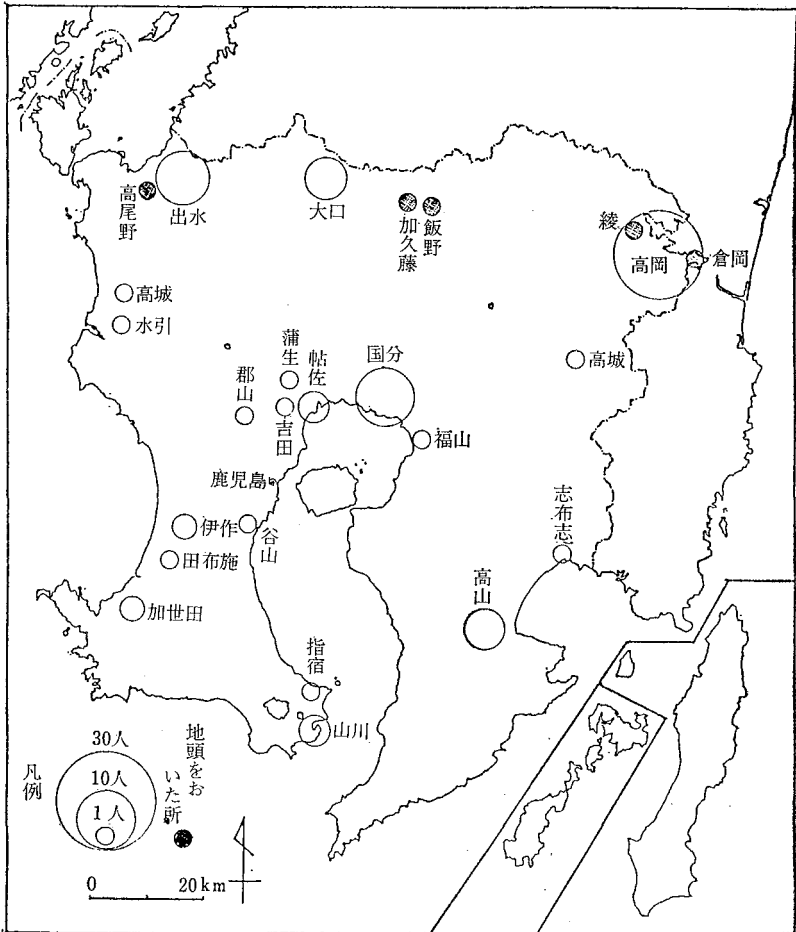 高尾野
出水
大口
加久藤
飯野
綾
高岡
倉岡
高城
水引
蒲生
帖佐
国分
高城
郡山
吉田
福山
鹿児島
伊作
谷山
志布志
田布施
高山
加世田
指宿
山川
凡例
30人
10人
1人
地頭をお
いた所
0 20km